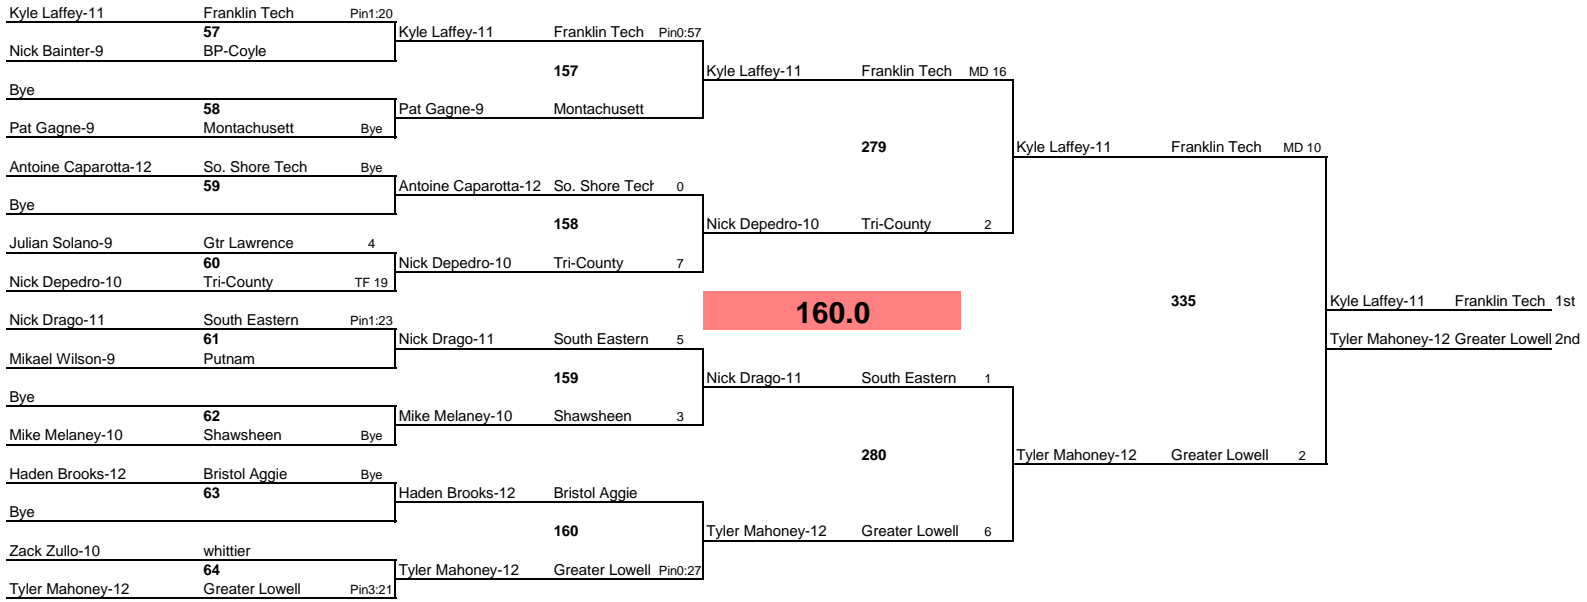 Kyle Laffey-11 Franklin Tech Pin1:20
57
Nick Bainter-9 BP-Coyle
Bye
58
Pat Gagne-9 Montachusett Bye
Antoine Caparotta-12 So. Shore Tech Bye
59
Bye
Julian Solano-9 Gtr Lawrence 4
60
Nick Depedro-10 Tri-County TF 19
Nick Drago-11 South Eastern Pin1:23
61
Mikael Wilson-9 Putnam
Bye
62
Mike Melaney-10 Shawsheen Bye
Haden Brooks-12 Bristol Aggie Bye
63
Bye
Zack Zullo-10 whittier
64
Tyler Mahoney-12 Greater Lowell Pin3:21
Kyle Laffey-11 Franklin Tech Pin0:57
157
Pat Gagne-9 Montachusett
Antoine Caparotta-12 So. Shore Tech 0
158
Nick Depedro-10 Tri-County 7
Nick Drago-11 South Eastern 5
159
Mike Melaney-10 Shawsheen 3
Haden Brooks-12 Bristol Aggie
160
Tyler Mahoney-12 Greater Lowell Pin0:27
Kyle Laffey-11 Franklin Tech MD 16
279
Nick Depedro-10 Tri-County 2
160.0
Nick Drago-11 South Eastern 1
280
Tyler Mahoney-12 Greater Lowell 6
Kyle Laffey-11 Franklin Tech MD 10
335
Tyler Mahoney-12 Greater Lowell 2
Kyle Laffey-11 Franklin Tech 1st
Tyler Mahoney-12 Greater Lowell 2nd